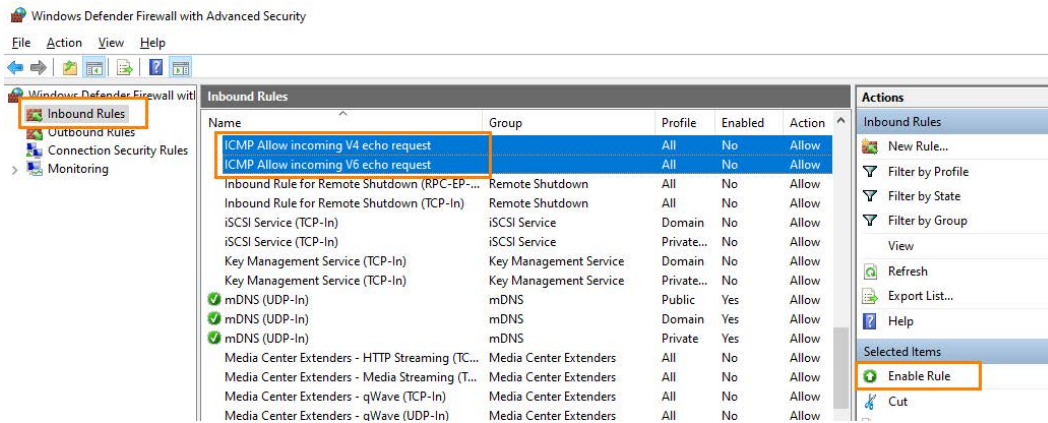 Windows Defender Firewall with Advanced Security
File Action View Help
Windows Defender Firewall witl
Inbound Rules
Outbound Rules
Connection Security Rules
Monitoring
Inbound Rules
Name Group Profile Enabled Action
ICMP Allow incoming V4 echo request All No Allow
ICMP Allow incoming V6 echo request All No Allow
Inbound Rule for Remote Shutdown (RPC-EP-... Remote Shutdown All No Allow
Inbound Rule for Remote Shutdown (TCP-In) Remote Shutdown All No Allow
iSCSI Service (TCP-In) iSCSI Service Domain No Allow
iSCSI Service (TCP-In) iSCSI Service Private... No Allow
Key Management Service (TCP-In) Key Management Service Domain No Allow
Key Management Service (TCP-In) Key Management Service Private... No Allow
mDNS (UDP-In) mDNS Public Yes Allow
mDNS (UDP-In) mDNS Domain Yes Allow
mDNS (UDP-In) mDNS Private Yes Allow
Media Center Extenders - HTTP Streaming (TC... Media Center Extenders All No Allow
Media Center Extenders - Media Streaming (T... Media Center Extenders All No Allow
Media Center Extenders - qWave (TCP-In) Media Center Extenders All No Allow
Media Center Extenders - qWave (UDP-In) Media Center Extenders All No Allow
Actions
Inbound Rules
New Rule...
Filter by Profile
Filter by State
Filter by Group
View
Refresh
Export List...
Help
Selected Items
Enable Rule
Cut